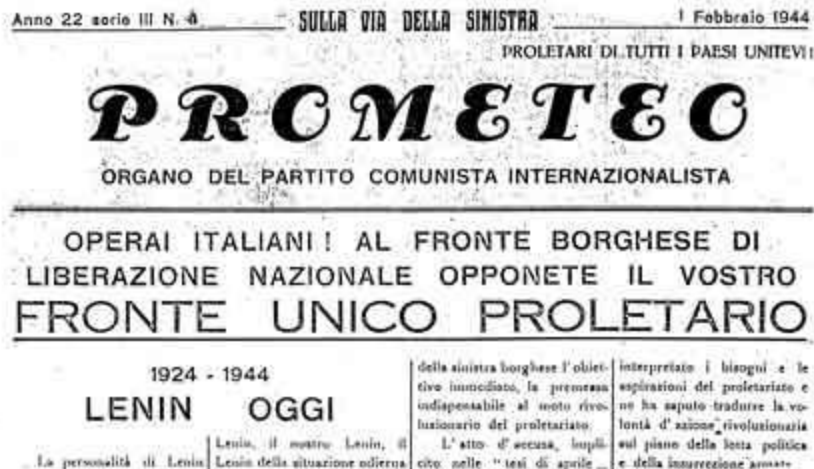 Anno 22 serie III N.
SULLA VIA DELLA SINISTRA
1 Febbraio 1944
PROLETARI DI TUTTI I PAESI UNITEVI!
PROMETEO
ORGANO DEL PARTITO COMUNISTA INTERNAZIONALISTA
OPERAI ITALIANI! AL FRONTE BORGHESE DI
LIBERAZIONE NAZIONALE OPPONETE IL VOSTRO
FRONTE UNICO PROLETARIO
1924 - 1944
LENIN OGGI
La personalità di Lenin
Lenin, il nostro Lenin, il
Lenin della situazione odierna
della sinistra borghese l'obiet-
tivo immediato, la premessa
indispensabile al moto rivo-
luzionario del proletariato.
L'atto d'accusa, impli-
cito nelle "tesi di aprile
interpretato i bisogni e le
aspirazioni del proletariato e
ne ha saputo tradurre la vo-
lontà d'azione rivoluzionaria
sul piano della lotta politica
e della insurrezione armata.